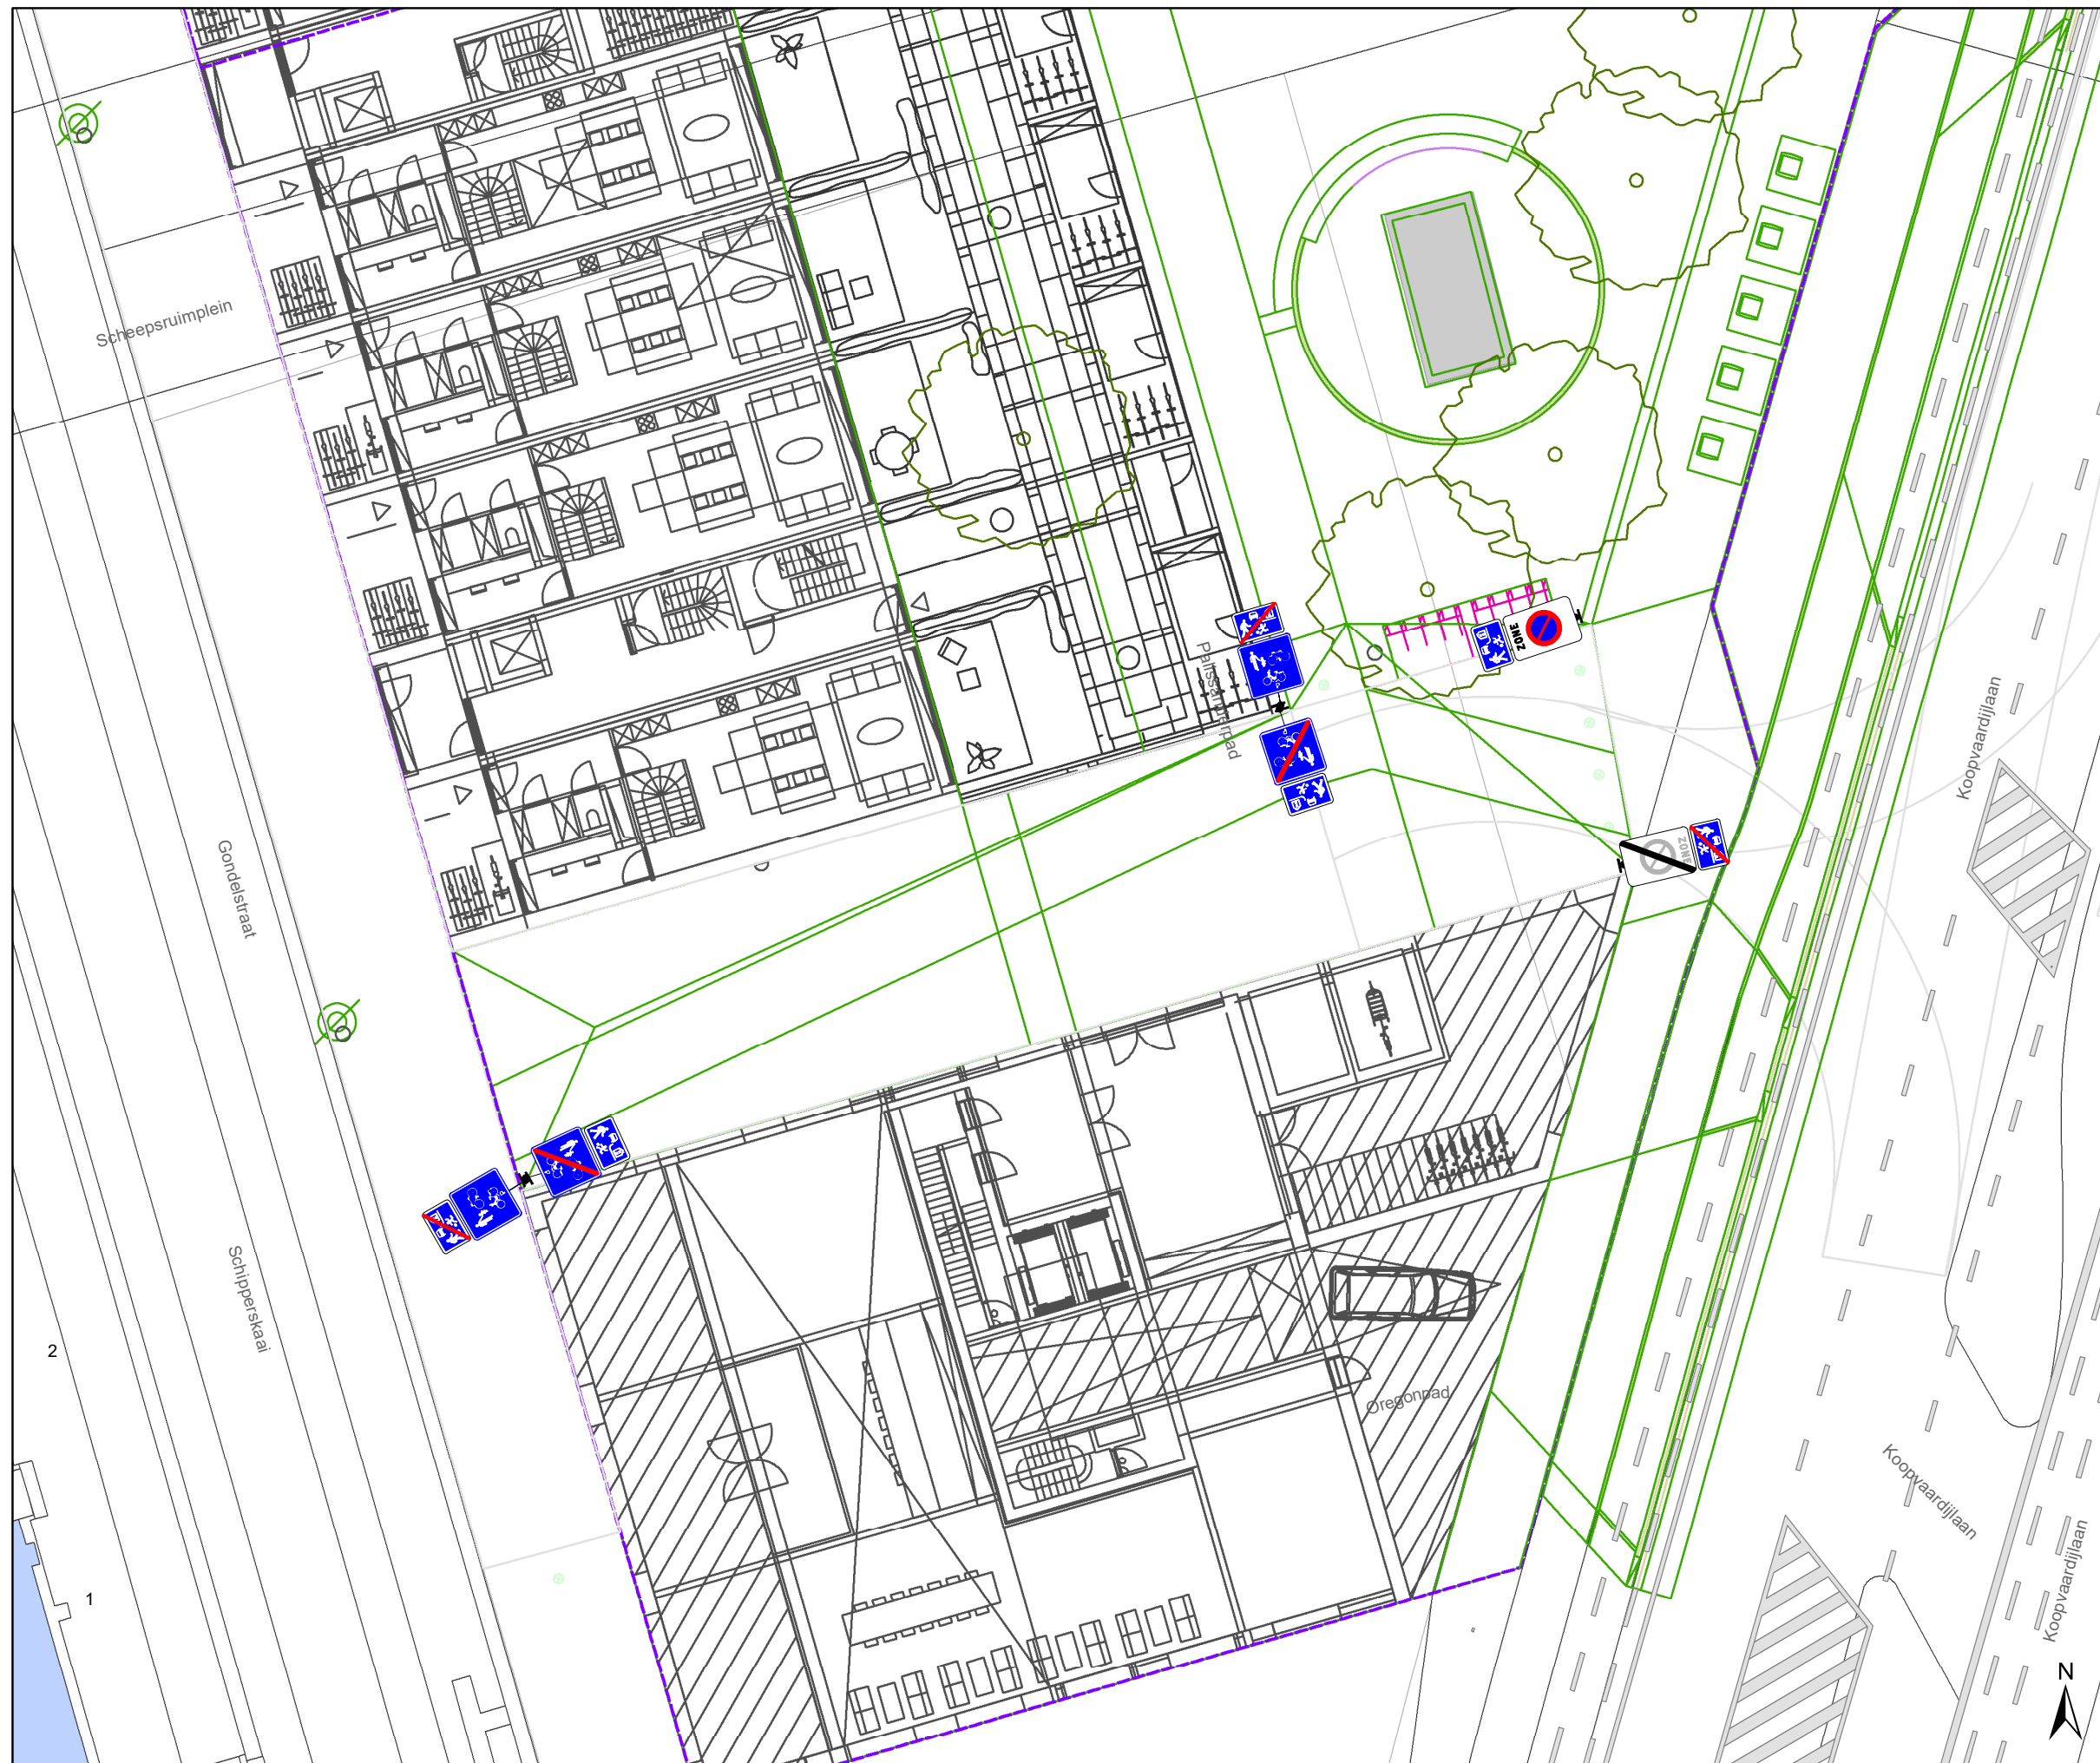 Scheepsruimplein
Palissanderpad
ZONE
Koopvaardijlaan
ZONE
Gondelstraat
Schipperskaai
2
Oregonpad
Koopvaardijlaan
Koopvaardijlaan
1
N